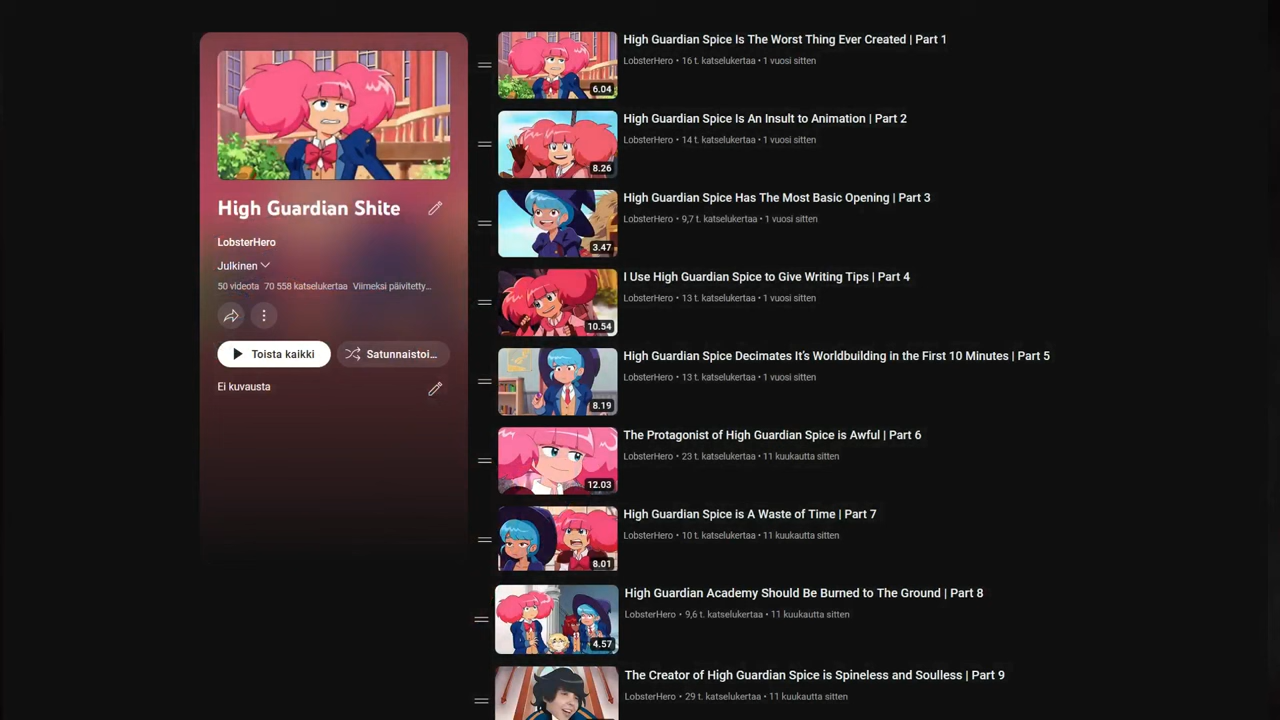 High Guardian Shite
LobsterHero
Julkinen
50 videota 70 558 katselukertaa Viimeksi päivitetty...
Toista kaikki
Satunnaistoi...
Ei kuvausta
6.04
High Guardian Spice Is The Worst Thing Ever Created | Part 1
LobsterHero • 16 t. katselukertaa • 1 vuosi sitten
8.26
High Guardian Spice Is An Insult to Animation | Part 2
LobsterHero • 14 t. katselukertaa • 1 vuosi sitten
3.47
High Guardian Spice Has The Most Basic Opening | Part 3
LobsterHero • 9,7 t. katselukertaa • 1 vuosi sitten
10.54
I Use High Guardian Spice to Give Writing Tips | Part 4
LobsterHero • 13 t. katselukertaa • 1 vuosi sitten
8.19
High Guardian Spice Decimates It's Worldbuilding in the First 10 Minutes | Part 5
LobsterHero • 13 t. katselukertaa • 1 vuosi sitten
12.03
The Protagonist of High Guardian Spice is Awful | Part 6
LobsterHero • 23 t. katselukertaa • 11 kuukautta sitten
8.01
High Guardian Spice is A Waste of Time | Part 7
LobsterHero • 10 t. katselukertaa • 11 kuukautta sitten
4.57
High Guardian Academy Should Be Burned to The Ground | Part 8
LobsterHero • 9,6 t. katselukertaa • 11 kuukautta sitten
The Creator of High Guardian Spice is Spineless and Soulless | Part 9
LobsterHero • 29 t. katselukertaa • 11 kuukautta sitten